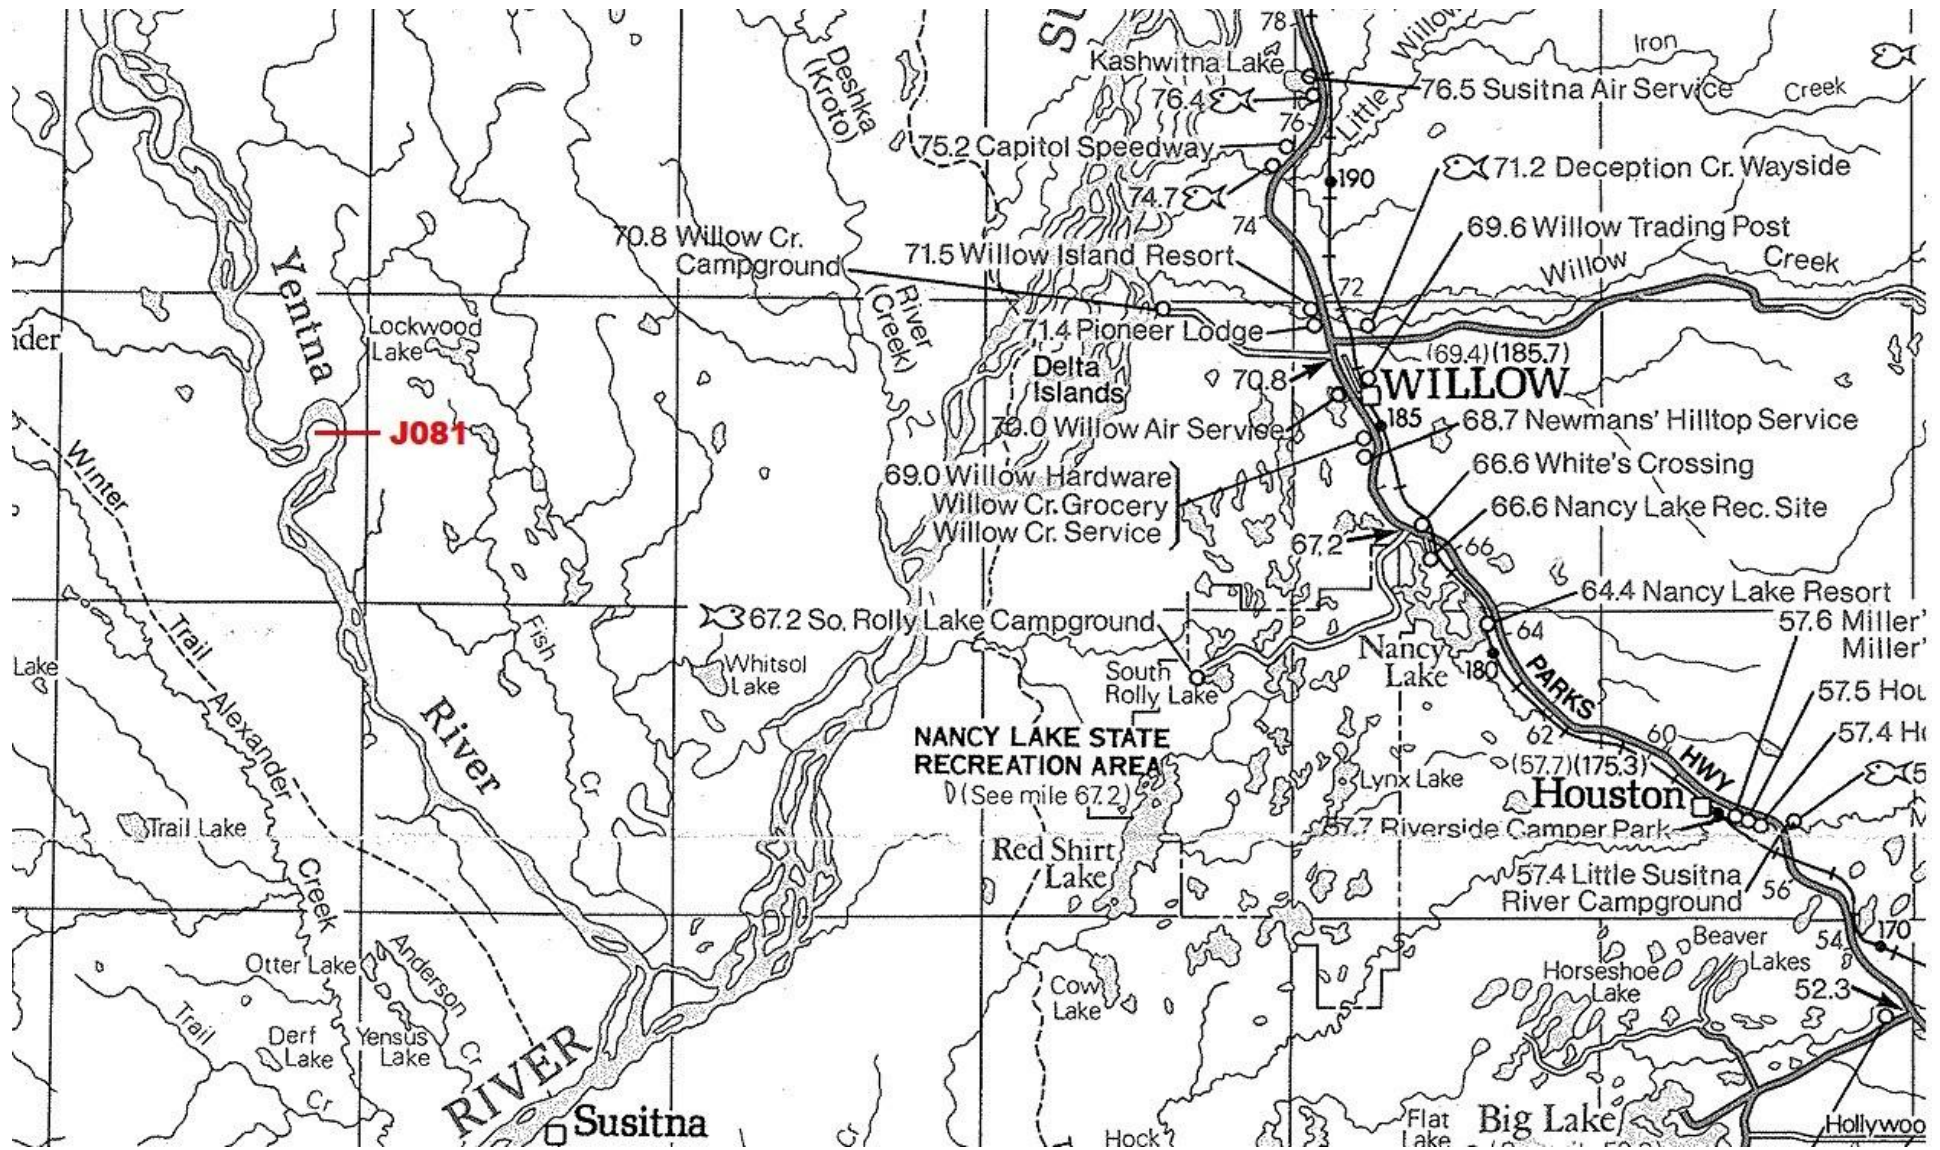 78
Willow
Iron
Creek
Kashwitna Lake
76.5 Susitna Air Service
76.4
76
Little
Deshka
(Kroto)
75.2 Capitol Speedway
71.2 Deception Cr. Wayside
190
74.7
74
69.6 Willow Trading Post
70.8 Willow Cr.
Campground
71.5 Willow Island Resort
Willow
Creek
72
Yentna
River
(Creek)
Lockwood
Lake
71.4 Pioneer Lodge
nder
(69.4)(185.7)
Delta
Islands
70.8
WILLOW
185
68.7 Newmans' Hilltop Service
70.0 Willow Air Service
J081
Winter
69.0 Willow Hardware
Willow Cr. Grocery
Willow Cr. Service
66.6 White's Crossing
66.6 Nancy Lake Rec. Site
67.2
66
64.4 Nancy Lake Resort
57.6 Miller'
Miller'
67.2 So. Rolly Lake Campground
64
Trail
Fish
Lake
Whitsol
Lake
South
Rolly Lake
Nancy
Lake
180
PARKS
57.5 Hou
57.4 Ho
Alexander
River
NANCY LAKE STATE
RECREATION AREA
(See mile 67.2)
62
60
HWY
(57.7)(175.3)
Lynx Lake
Cr
Houston
5
M
57.7 Riverside Camper Park
Trail Lake
Creek
Red Shirt
Lake
57.4 Little Susitna
River Campground
56
54
170
Beaver
Lakes
Otter Lake
Anderson
Cr
Horseshoe
Lake
52.3
Cow
Lake
Trail
Cr
Derf
Lake
Yensus
Lake
RIVER
Susitna
Cr
Hock
Flat
Lake
Big Lake
Hollywoo